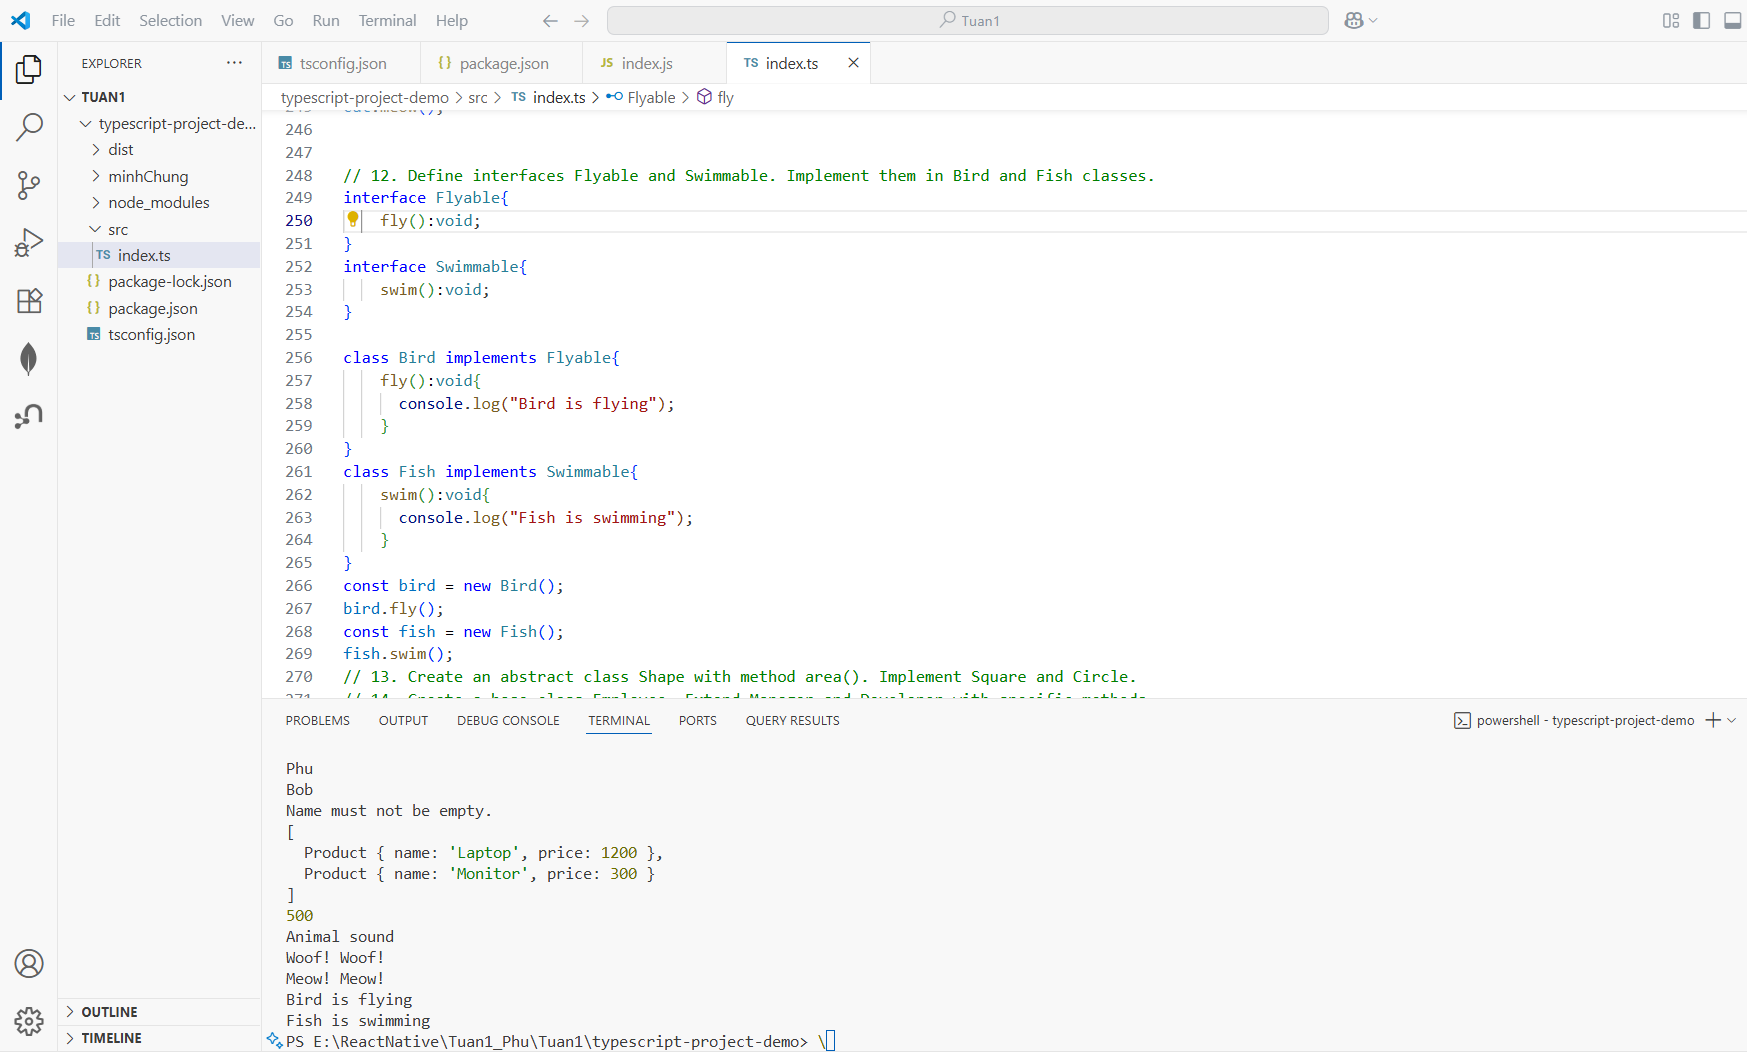 File Edit Selection View Go Run Terminal Help
Tuan1
EXPLORER
TUAN1
typescript-project-de...
dist
minhChung
node_modules
src
TS index.ts
{} package-lock.json
{} package.json
TS tsconfig.json
OUTLINE
TIMELINE
TS tsconfig.json
{} package.json
JS index.js
TS index.ts
typescript-project-demo > src > TS index.ts > Flyable > fly
246
247
248 // 12. Define interfaces Flyable and Swimmable. Implement them in Bird and Fish classes.
249 interface Flyable{
250 fly():void;
251 }
252 interface Swimmable{
253 swim():void;
254 }
255
256 class Bird implements Flyable{
257 fly():void{
258 console.log("Bird is flying");
259 }
260 }
261 class Fish implements Swimmable{
262 swim():void{
263 console.log("Fish is swimming");
264 }
265 }
266 const bird = new Bird();
267 bird.fly();
268 const fish = new Fish();
269 fish.swim();
270 // 13. Create an abstract class Shape with method area(). Implement Square and Circle.
PROBLEMS OUTPUT DEBUG CONSOLE TERMINAL PORTS QUERY RESULTS
powershell - typescript-project-demo
Phu
Bob
Name must not be empty.
[
Product { name: 'Laptop', price: 1200 },
Product { name: 'Monitor', price: 300 }
]
500
Animal sound
Woof! Woof!
Meow! Meow!
Bird is flying
Fish is swimming
PS E:\ReactNative\Tuan1_Phu\Tuan1\typescript-project-demo> \